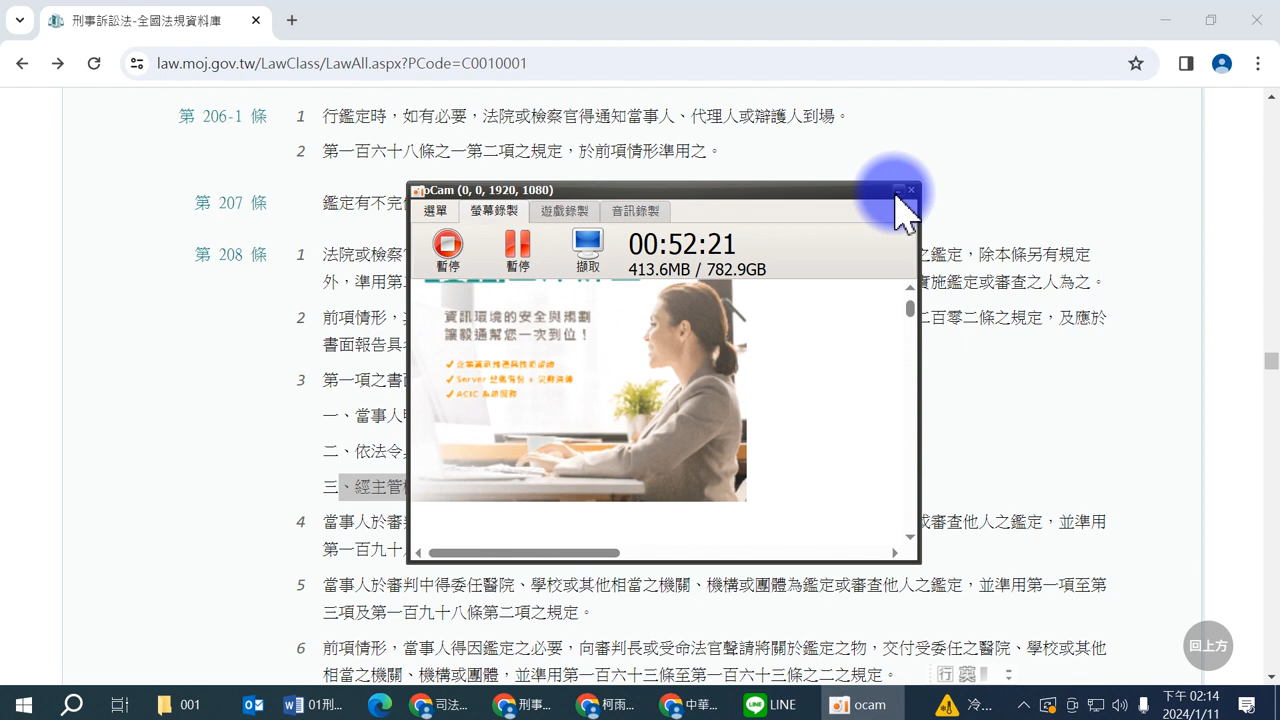 刑事訴訟法-全國法規資料庫
law.moj.gov.tw/LawClass/LawAll.aspx?PCode=C0010001
第 206-1 條
1 行鑑定時，如有必要，法院或檢察官得通知當事人、代理人或辯護人到場。
2 第一百六十八條之一第二項之規定，於前項情形準用之。
第 207 條 鑑定有不完
第 208 條
1 法院或檢察 之鑑定，除本條另有規定
外，準用第 實施鑑定或審查之人為之。
2 前項情形，其 二百零二條之規定，及應於
書面報告具
3 第一項之書面
一、當事人
二、依法令
三、經主管
4 當事人於審判 或審查他人之鑑定，並準用
第一百九十
5 當事人於審判中得委任醫院、學校或其他相當之機關、機構或團體為鑑定或審查他人之鑑定，並準用第一項至第
三項及第一百九十八條第二項之規定。
6 前項情形，當事人得因鑑定之必要，向審判長或受命法官聲請將關於鑑定之物，交付受委任之醫院、學校或其他
相當之機關、機構或團體，並準用第一百六十三條至第一百六十三條之二之規定。
oCam (0, 0, 1920, 1080)
選單 螢幕錄製 遊戲錄製 音訊錄製
暫停 暫停 擷取
00:52:21
413.6MB / 782.9GB
資訊環境的安全與規劃
讓毅通幫您一次到位！
回上方
行 英
001
01刑...
司法...
刑事...
柯雨...
中華...
LINE
ocam
冷...
下午 02:14
2024/1/11